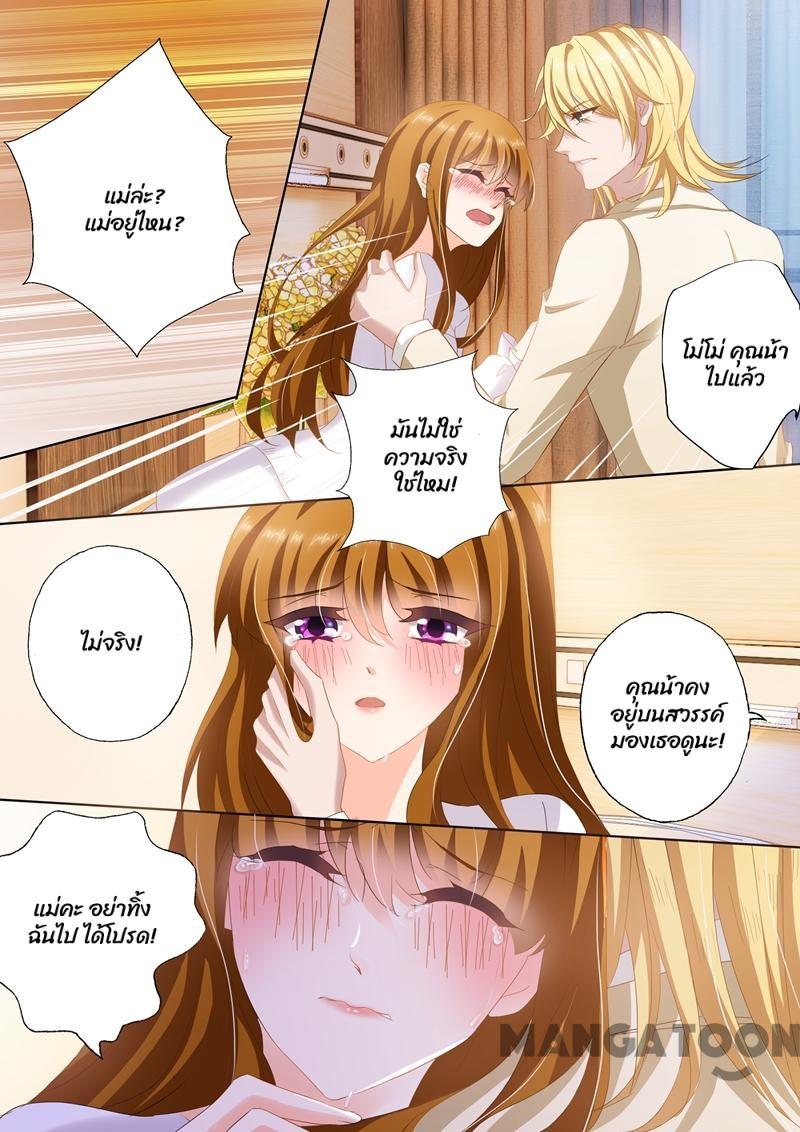 แม่ล่ะ?
แม่อยู่ไหน?
โม่โม่ คุณน้า
ไปแล้ว
มันไม่ใช่
ความจริง
ใช่ไหม!
ไม่จริง!
คุณน้าคง
อยู่บนสวรรค์
มองเธอดูนะ!
แม่คะ อย่าทิ้ง
ฉันไป ได้โปรด!
MANGATOON